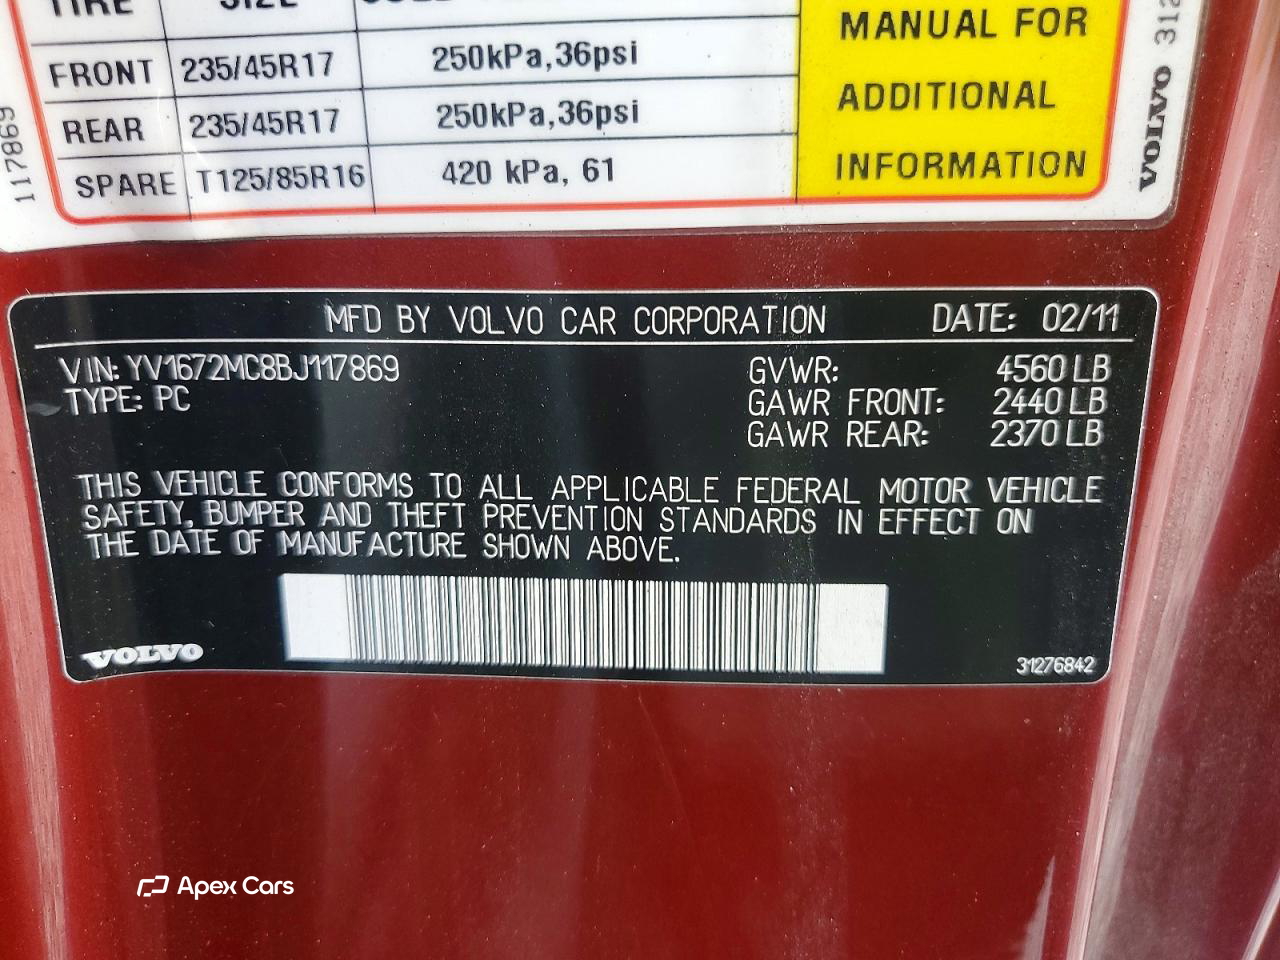 TIRE SIZE
FRONT 235/45R17 250kPa,36psi
REAR 235/45R17 250kPa,36psi
SPARE T125/85R16 420 kPa, 61
MANUAL FOR
ADDITIONAL
INFORMATION
117869
VOLVO 312
MFD BY VOLVO CAR CORPORATION DATE: 02/11
VIN: YV1672MC8BJ117869
TYPE: PC
GVWR: 4560 LB
GAWR FRONT: 2440 LB
GAWR REAR: 2370 LB
THIS VEHICLE CONFORMS TO ALL APPLICABLE FEDERAL MOTOR VEHICLE
SAFETY, BUMPER AND THEFT PREVENTION STANDARDS IN EFFECT ON
THE DATE OF MANUFACTURE SHOWN ABOVE.
VOLVO
31276842
Apex Cars